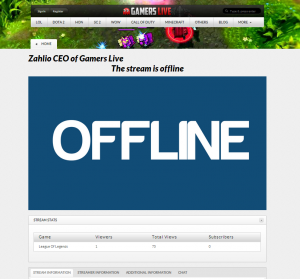 Sign In Register
GAMERS LIVE
LOL DOTA 2 HON SC 2 WOW CALL OF DUTY MINECRAFT OTHERS BLOG MORE
HOME
Zahlio CEO of Gamers Live
The stream is offline
OFFLINE
STREAM STATS
Game Viewers Total Views Subscribers
League Of Legends 1 0
STREAM INFORMATION STREAMER INFORMATION ADDITIONAL INFORMATION CHAT